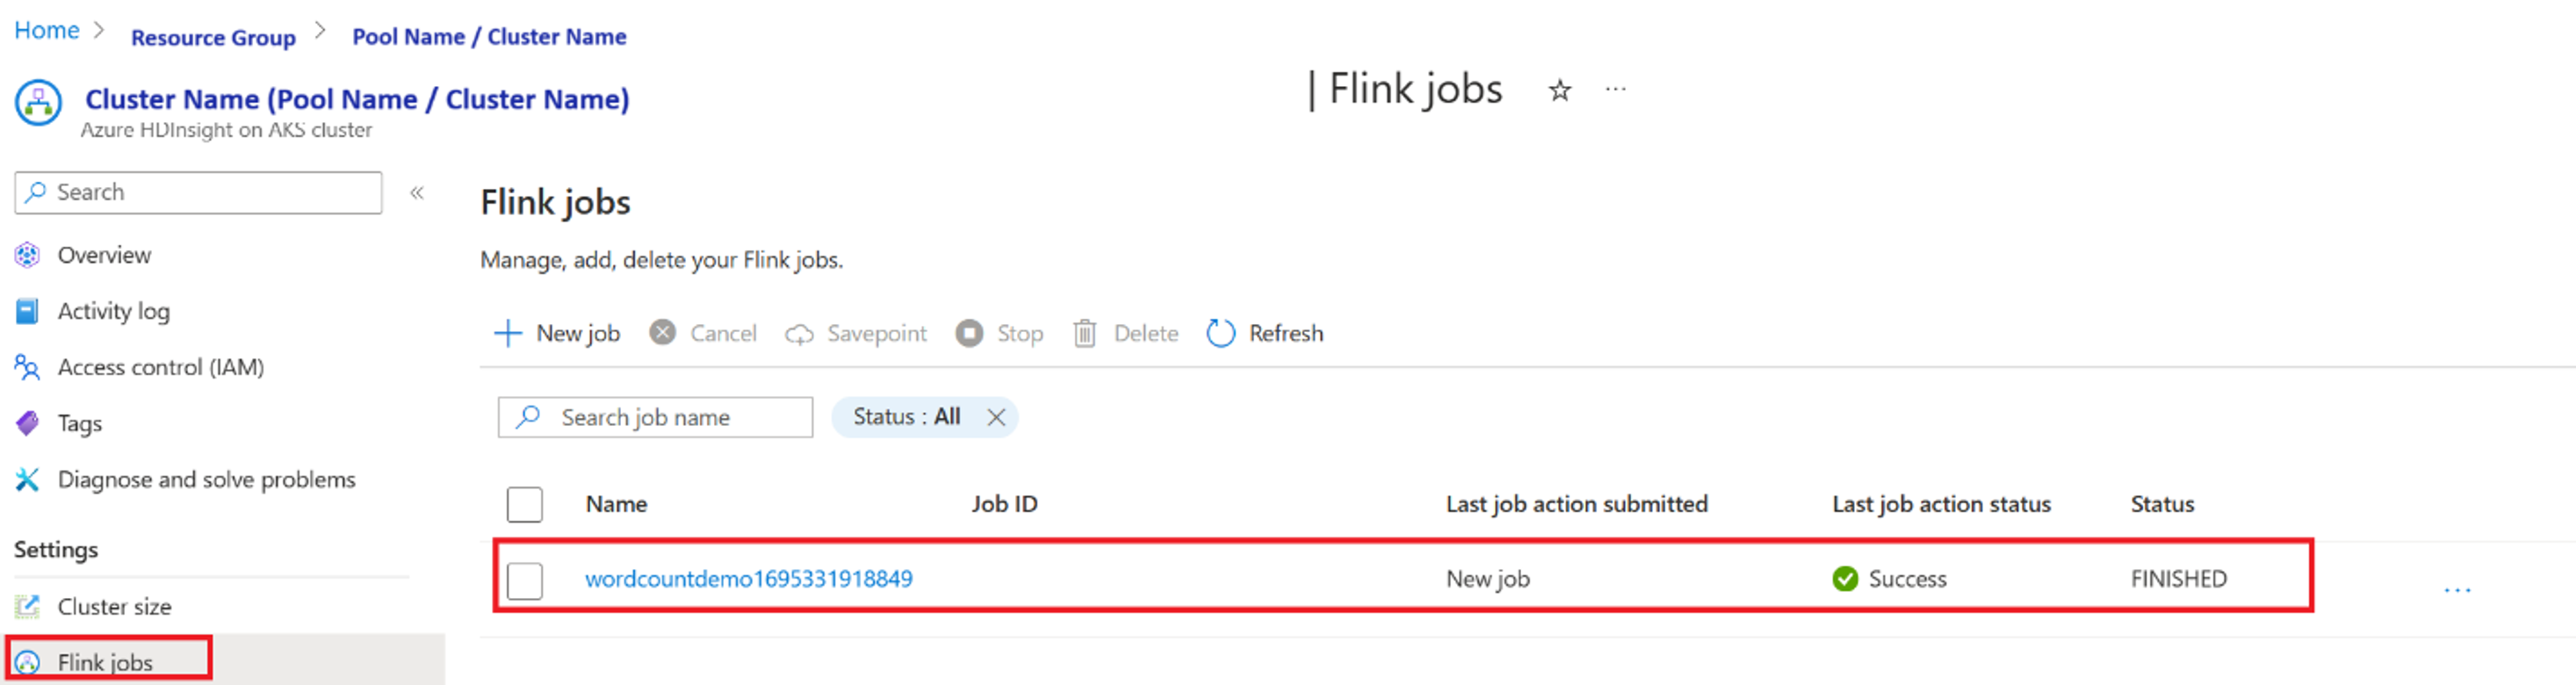 Home > Resource Group > Pool Name / Cluster Name
Cluster Name (Pool Name / Cluster Name)
| Flink jobs ...
Azure HDInsight on AKS cluster
Search «
Overview
Activity log
Access control (IAM)
Tags
Diagnose and solve problems
Settings
Cluster size
Flink jobs
Flink jobs
Manage, add, delete your Flink jobs.
New job Cancel Savepoint Stop Delete Refresh
Search job name Status : All
Name Job ID Last job action submitted Last job action status Status
wordcountdemo1695331918849 New job Success FINISHED ...